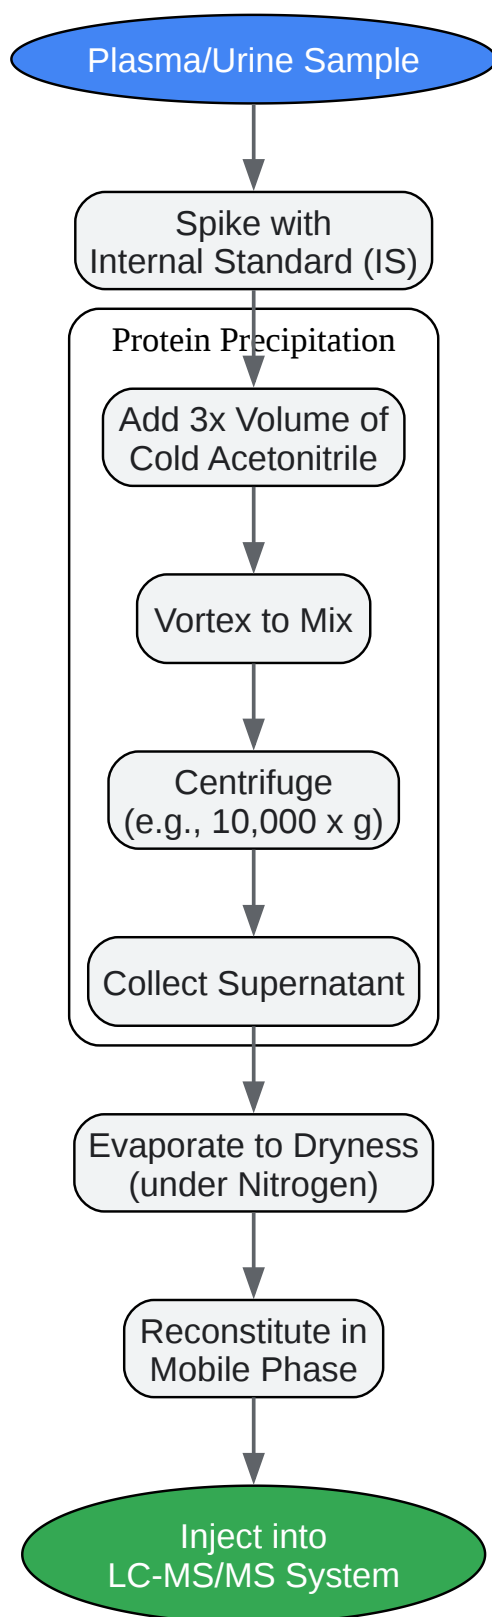 Plasma/Urine Sample
Spike with
Internal Standard (IS)
Protein Precipitation
Add 3x Volume of
Cold Acetonitrile
Vortex to Mix
Centrifuge
(e.g., 10,000 x g)
Collect Supernatant
Evaporate to Dryness
(under Nitrogen)
Reconstitute in
Mobile Phase
Inject into
LC-MS/MS System